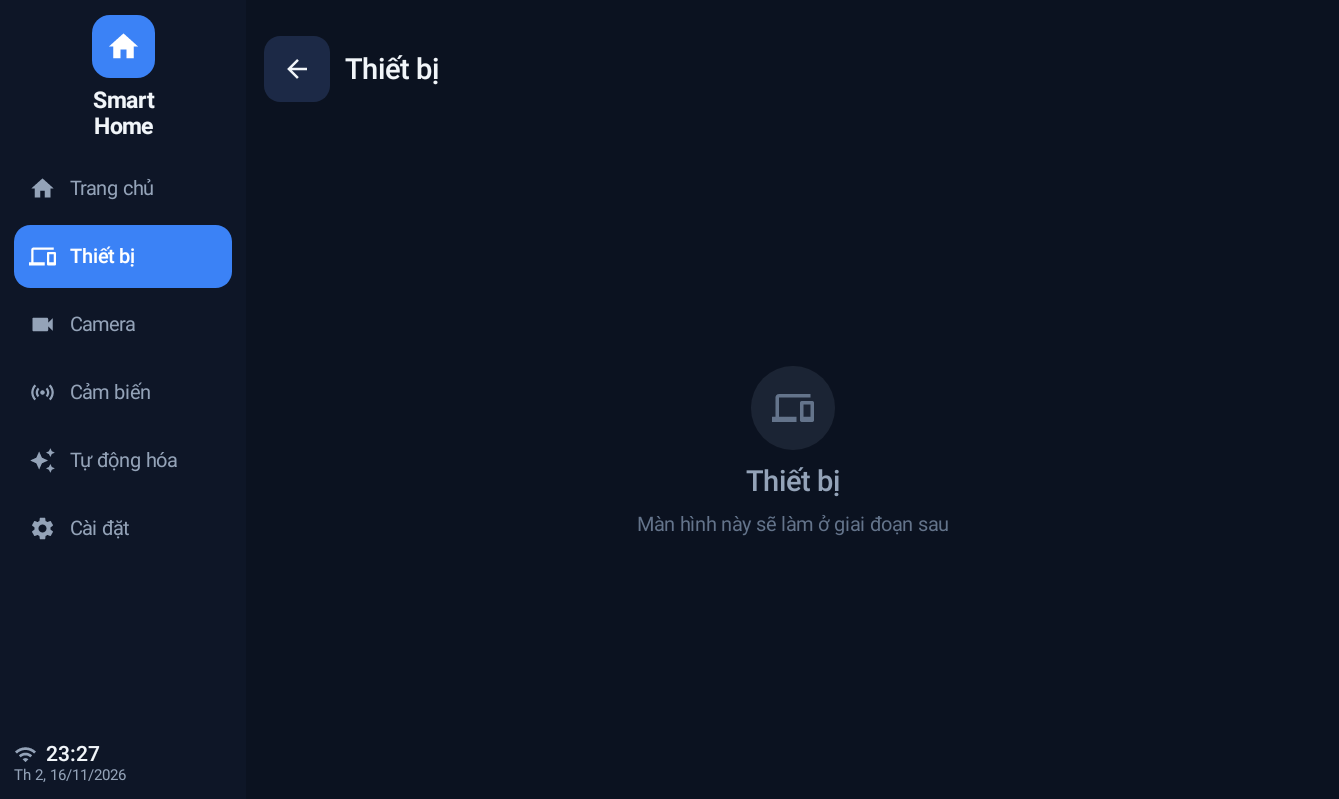 Smart
Home
Trang chủ
Thiết bị
Camera
Cảm biến
Tự động hóa
Cài đặt
23:27
Th 2, 16/11/2026
Thiết bị
Thiết bị
Màn hình này sẽ làm ở giai đoạn sau